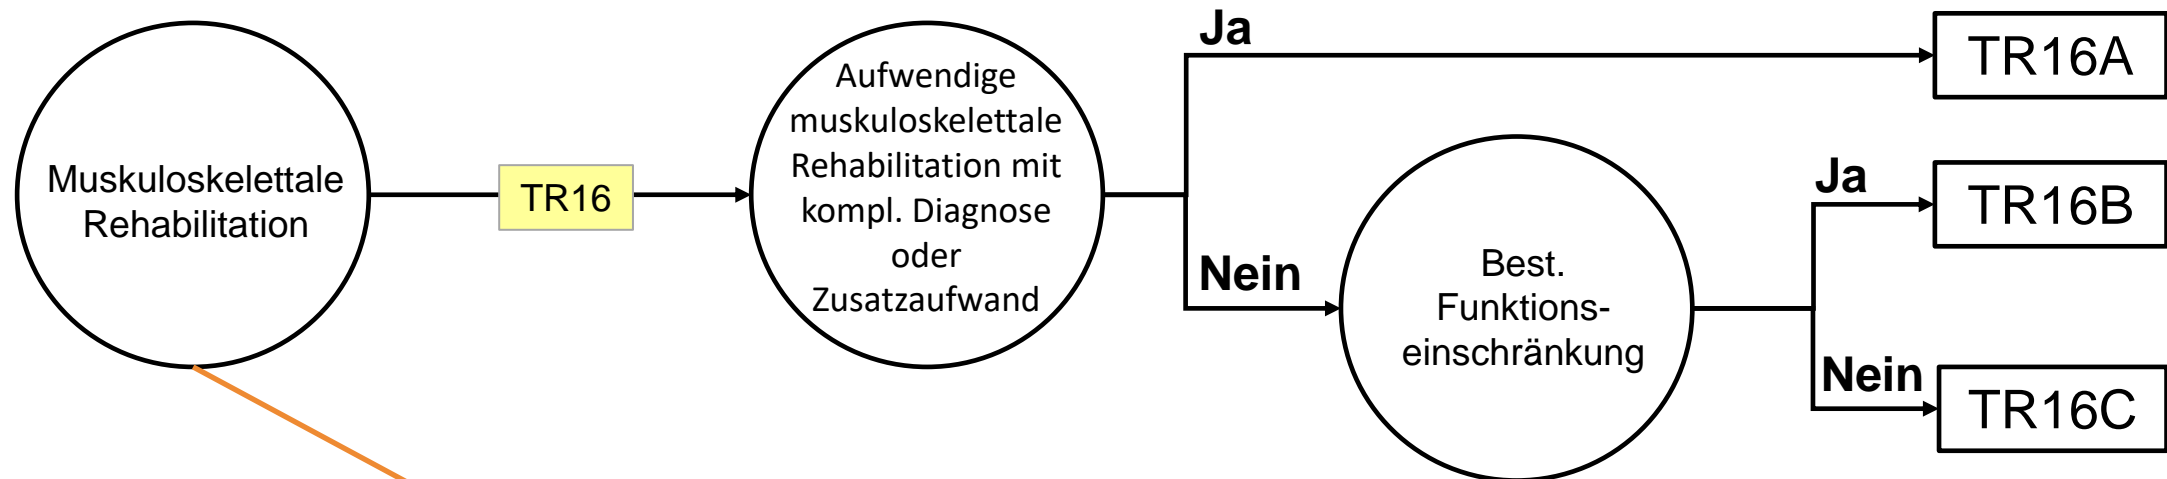 Muskuloskelettale
Rehabilitation
TR16
Aufwendige
muskuloskelettale
Rehabilitation mit
kompl. Diagnose
oder
Zusatzaufwand
Ja
TR16A
Nein
Best.
Funktions-
einschränkung
Ja
TR16B
Nein
TR16C